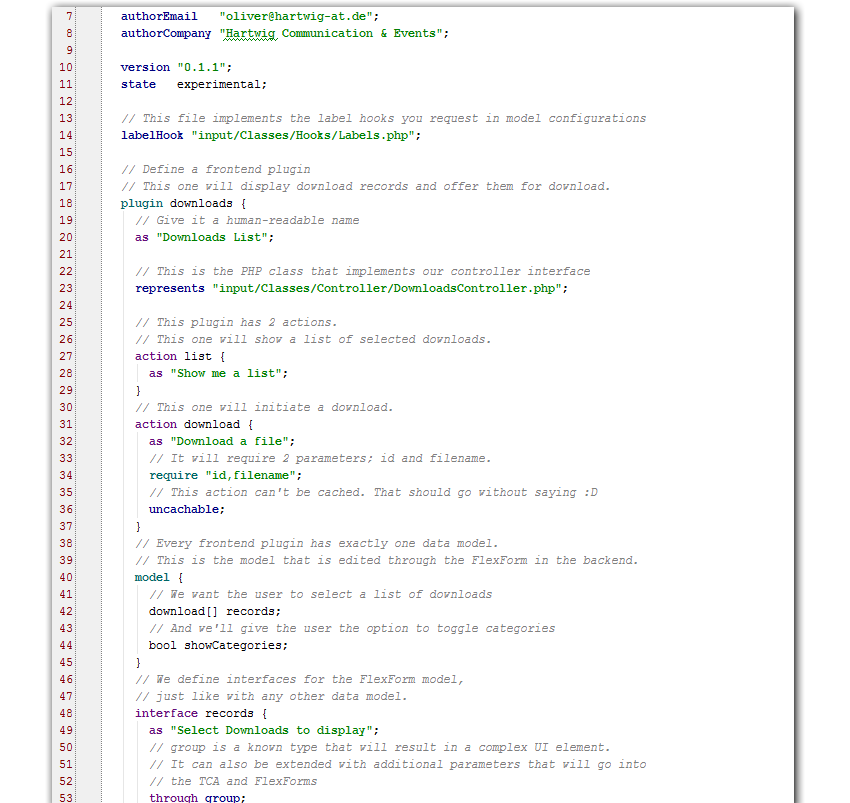 7 authorEmail "oliver@hartwig-at.de";
8 authorCompany "Hartwig Communication & Events";
9
10 version "0.1.1";
11 state experimental;
12
13 // This file implements the label hooks you request in model configurations
14 labelHook "input/Classes/Hooks/Labels.php";
15
16 // Define a frontend plugin
17 // This one will display download records and offer them for download.
18 plugin downloads {
19 // Give it a human-readable name
20 as "Downloads List";
21
22 // This is the PHP class that implements our controller interface
23 represents "input/Classes/Controller/DownloadsController.php";
24
25 // This plugin has 2 actions.
26 // This one will show a list of selected downloads.
27 action list {
28 as "Show me a list";
29 }
30 // This one will initiate a download.
31 action download {
32 as "Download a file";
33 // It will require 2 parameters; id and filename.
34 require "id,filename";
35 // This action can't be cached. That should go without saying :D
36 uncachable;
37 }
38 // Every frontend plugin has exactly one data model.
39 // This is the model that is edited through the FlexForm in the backend.
40 model {
41 // We want the user to select a list of downloads
42 download[] records;
43 // And we'll give the user the option to toggle categories
44 bool showCategories;
45 }
46 // We define interfaces for the FlexForm model,
47 // just like with any other data model.
48 interface records {
49 as "Select Downloads to display";
50 // group is a known type that will result in a complex UI element.
51 // It can also be extended with additional parameters that will go into
52 // the TCA and FlexForms
53 through group;